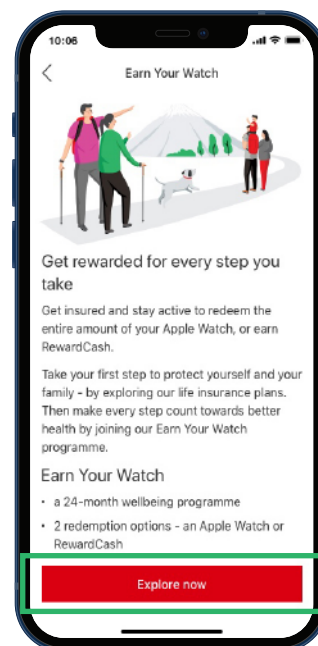 10:06
Earn Your Watch
Get rewarded for every step you
take
Get insured and stay active to redeem the
entire amount of your Apple Watch, or earn
RewardCash.
Take your first step to protect yourself and your
family - by exploring our life insurance plans.
Then make every step count towards better
health by joining our Earn Your Watch
programme.
Earn Your Watch
• a 24-month wellbeing programme
• 2 redemption options - an Apple Watch or
RewardCash
Explore now